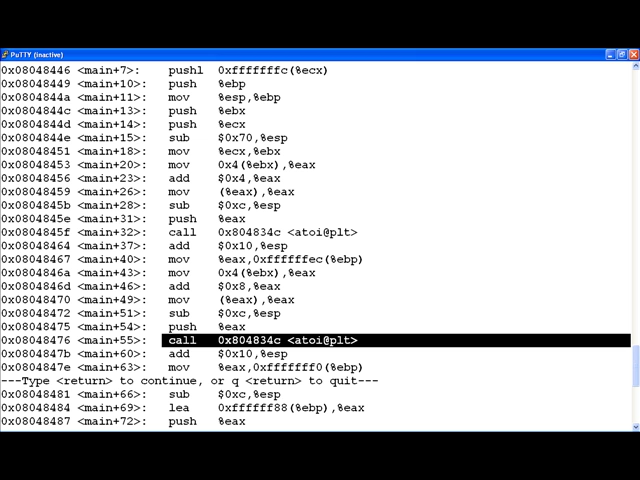 PuTTY (inactive)
0x08048446 <main+7>: pushl 0xfffffffc(%ecx)
0x08048449 <main+10>: push %ebp
0x0804844a <main+11>: mov %esp,%ebp
0x0804844c <main+13>: push %ebx
0x0804844d <main+14>: push %ecx
0x0804844e <main+15>: sub $0x70,%esp
0x08048451 <main+18>: mov %ecx,%ebx
0x08048453 <main+20>: mov 0x4(%ebx),%eax
0x08048456 <main+23>: add $0x4,%eax
0x08048459 <main+26>: mov (%eax),%eax
0x0804845b <main+28>: sub $0xc,%esp
0x0804845e <main+31>: push %eax
0x0804845f <main+32>: call 0x804834c <atoi@plt>
0x08048464 <main+37>: add $0x10,%esp
0x08048467 <main+40>: mov %eax,0xffffffec(%ebp)
0x0804846a <main+43>: mov 0x4(%ebx),%eax
0x0804846d <main+46>: add $0x8,%eax
0x08048470 <main+49>: mov (%eax),%eax
0x08048472 <main+51>: sub $0xc,%esp
0x08048475 <main+54>: push %eax
0x08048476 <main+55>: call 0x804834c <atoi@plt>
0x0804847b <main+60>: add $0x10,%esp
0x0804847e <main+63>: mov %eax,0xfffffff0(%ebp)
---Type <return> to continue, or q <return> to quit---
0x08048481 <main+66>: sub $0xc,%esp
0x08048484 <main+69>: lea 0xffffff88(%ebp),%eax
0x08048487 <main+72>: push %eax